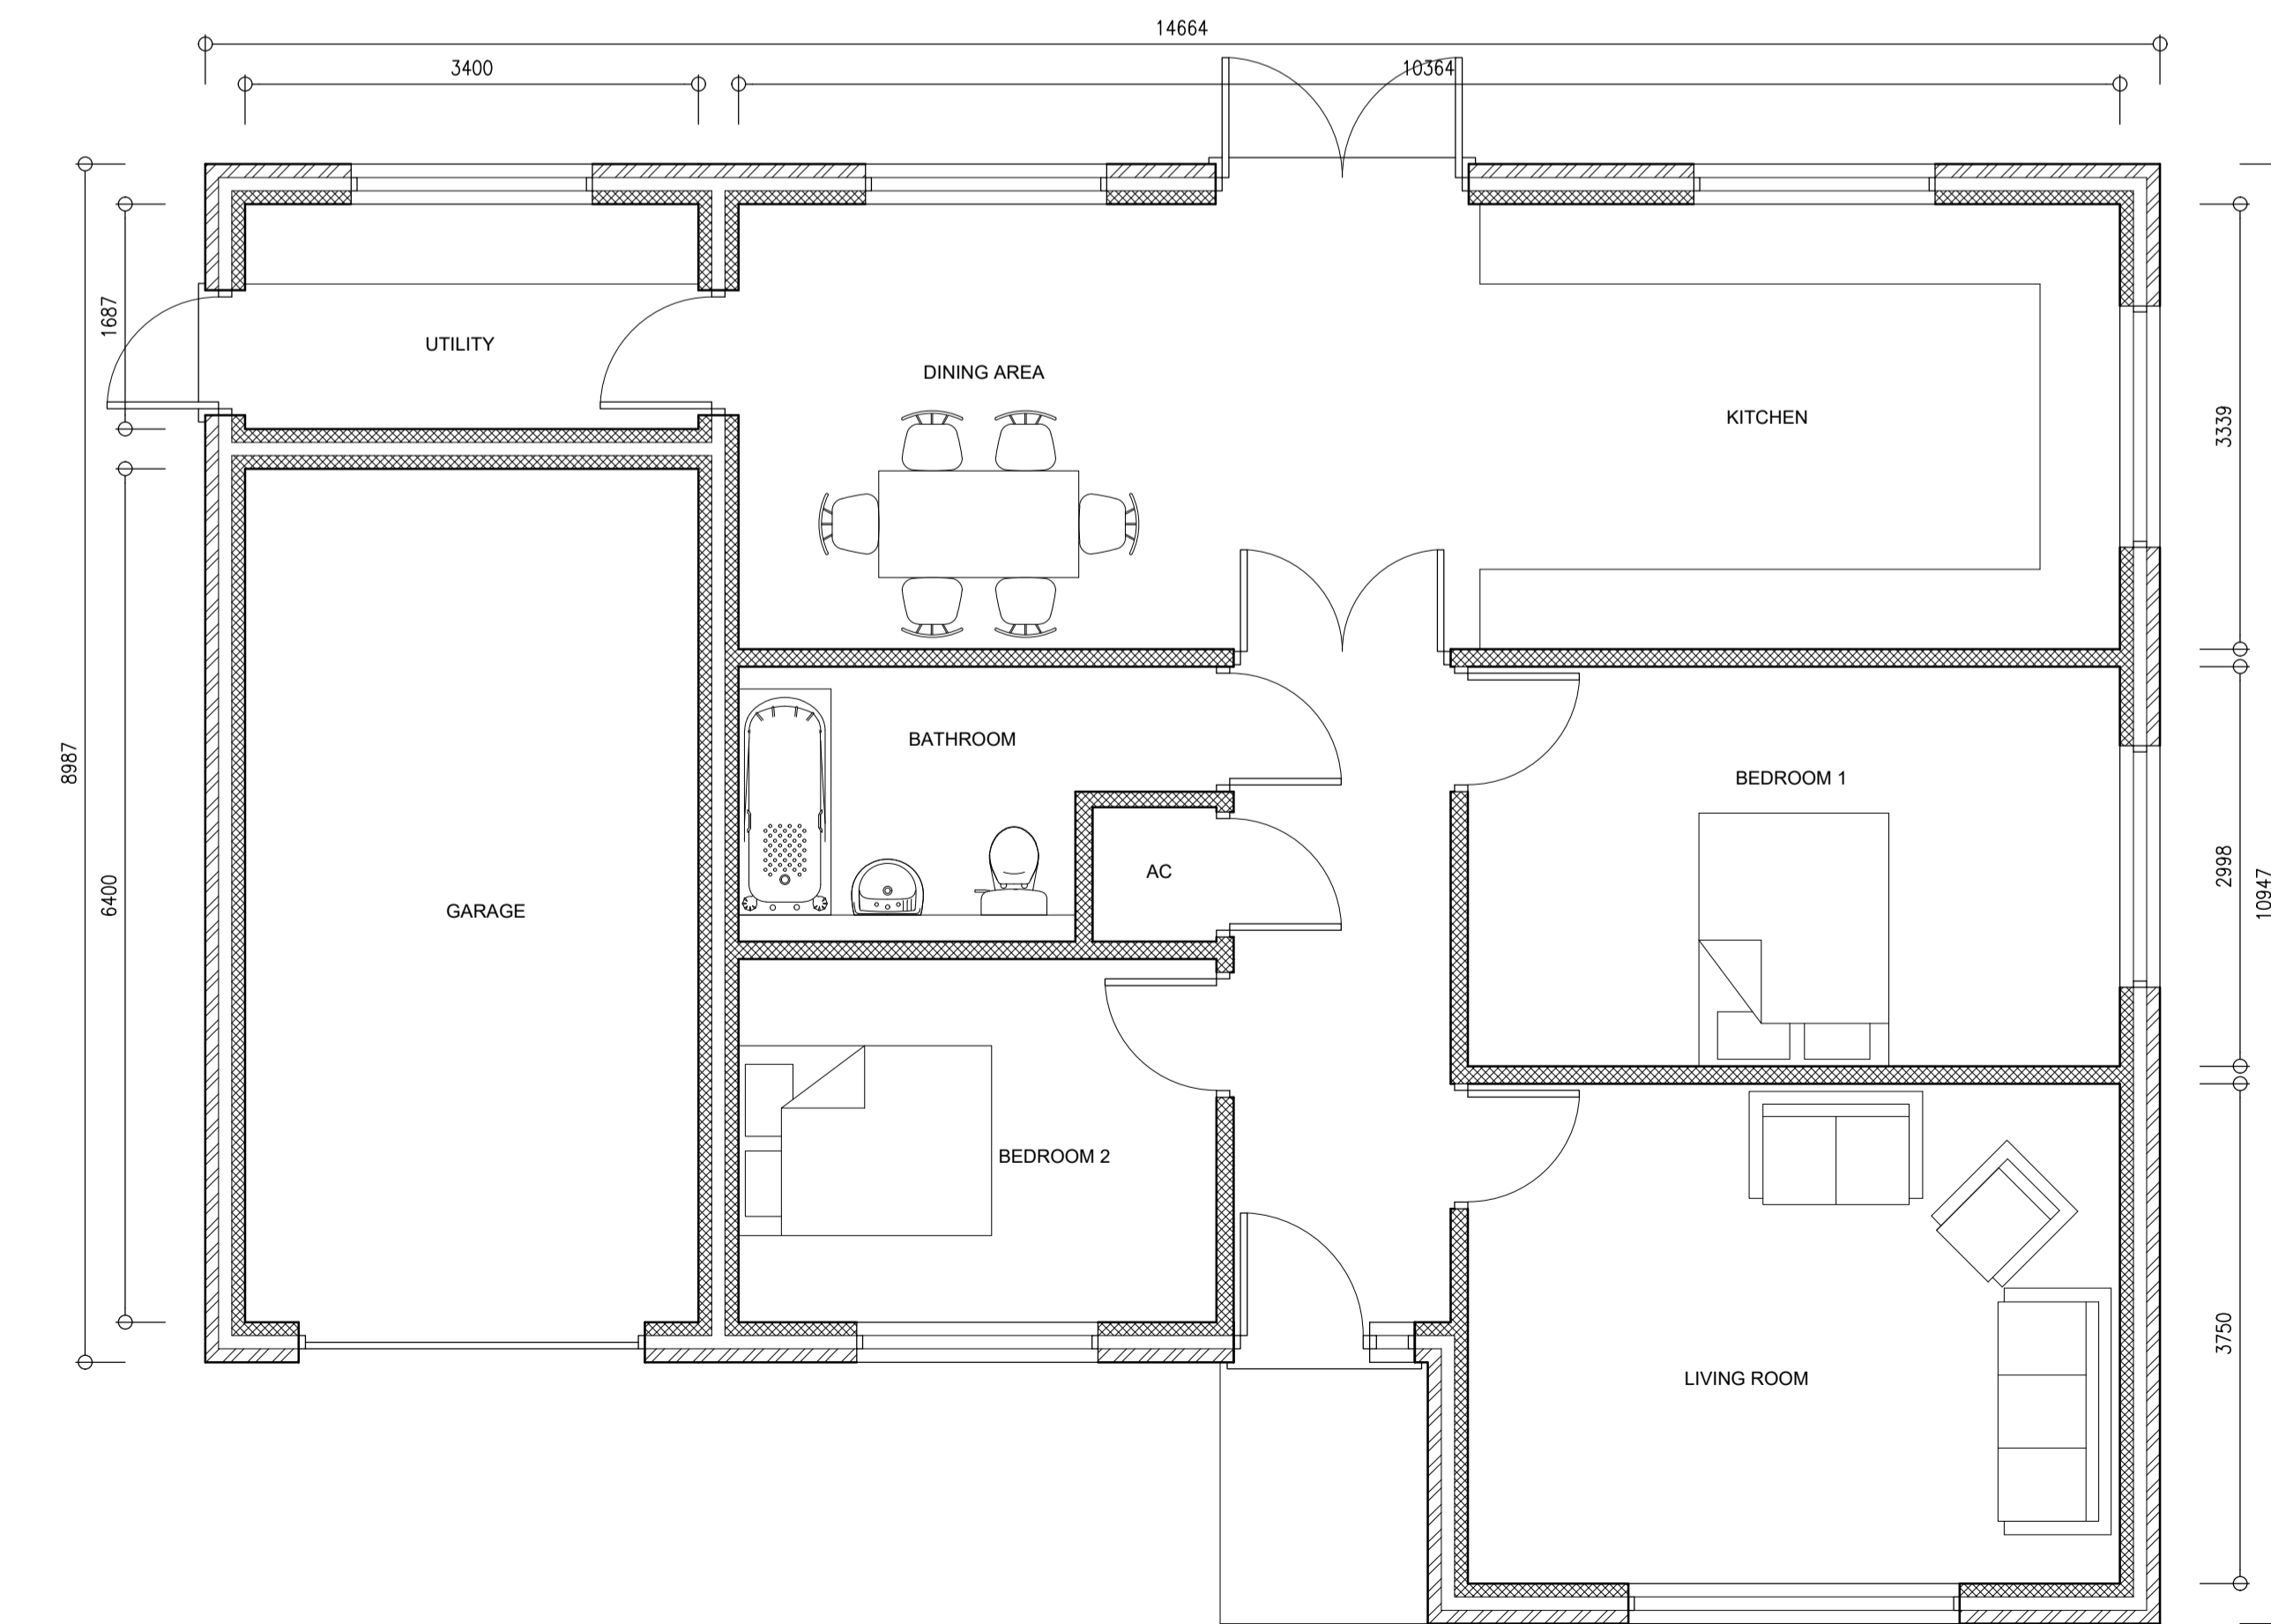 14664
3400
10364
1687
UTILITY
DINING AREA
KITCHEN
3339
BATHROOM
8987
BEDROOM 1
AC
6400
GARAGE
2998
10947
BEDROOM 2
3750
LIVING ROOM